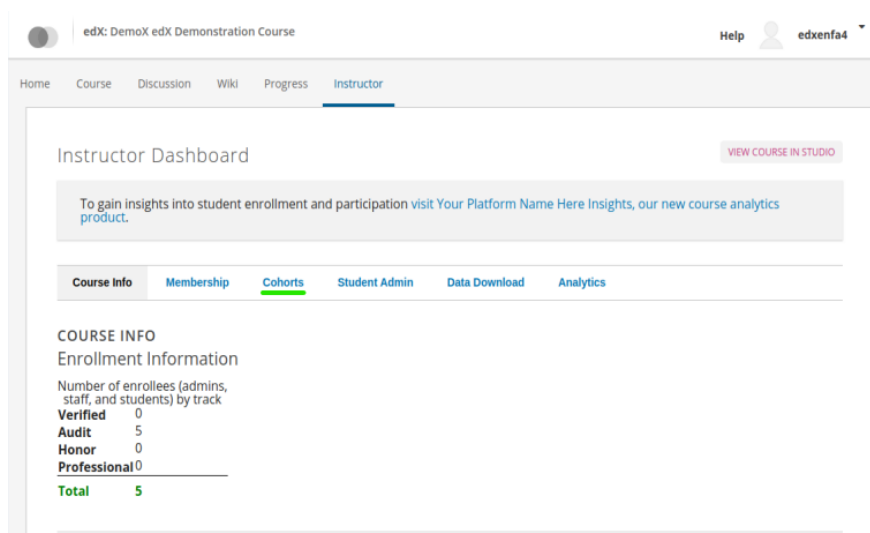 edX: DemoX edX Demonstration Course
Help edxenfa4
Home Course Discussion Wiki Progress Instructor
Instructor Dashboard
VIEW COURSE IN STUDIO
To gain insights into student enrollment and participation visit Your Platform Name Here Insights, our new course analytics
product.
Course Info Membership Cohorts Student Admin Data Download Analytics
COURSE INFO
Enrollment Information
Number of enrollees (admins,
staff, and students) by track
Verified 0
Audit 5
Honor 0
Professional 0
Total 5